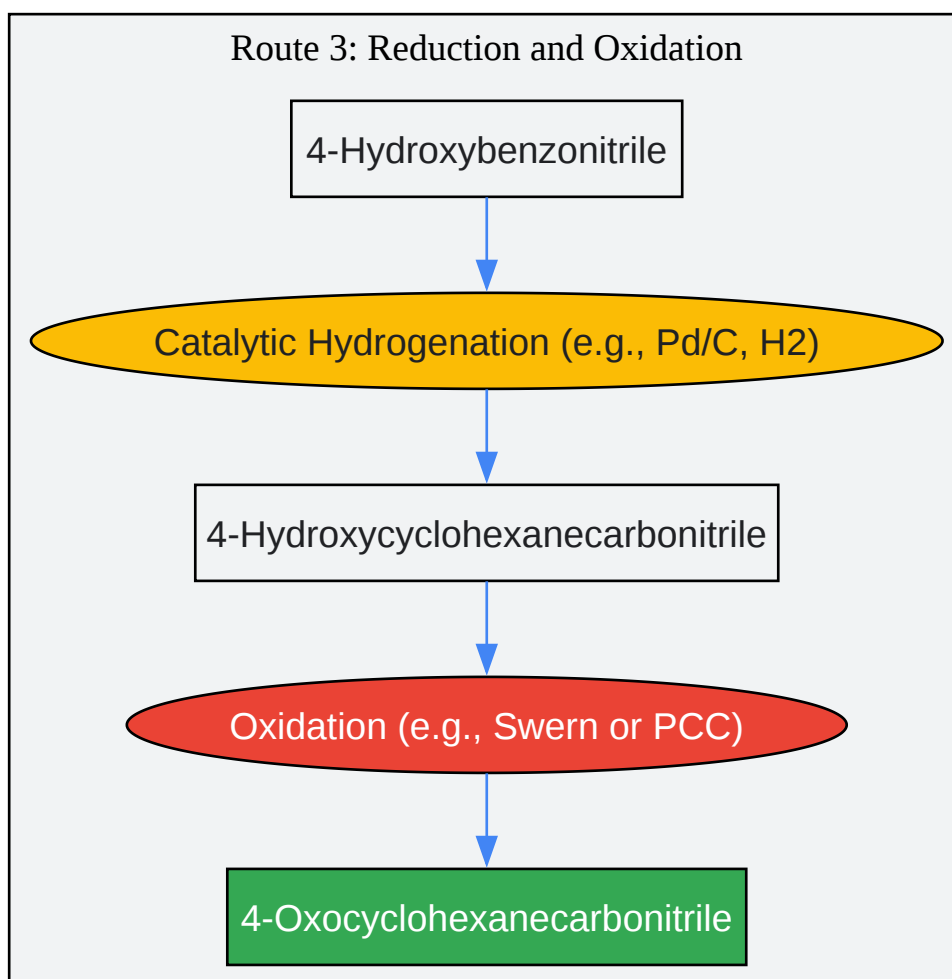 Route 3: Reduction and Oxidation
4-Hydroxybenzonitrile
Catalytic Hydrogenation (e.g., Pd/C, H2)
4-Hydroxycyclohexanecarbonitrile
Oxidation (e.g., Swern or PCC)
4-Oxocyclohexanecarbonitrile